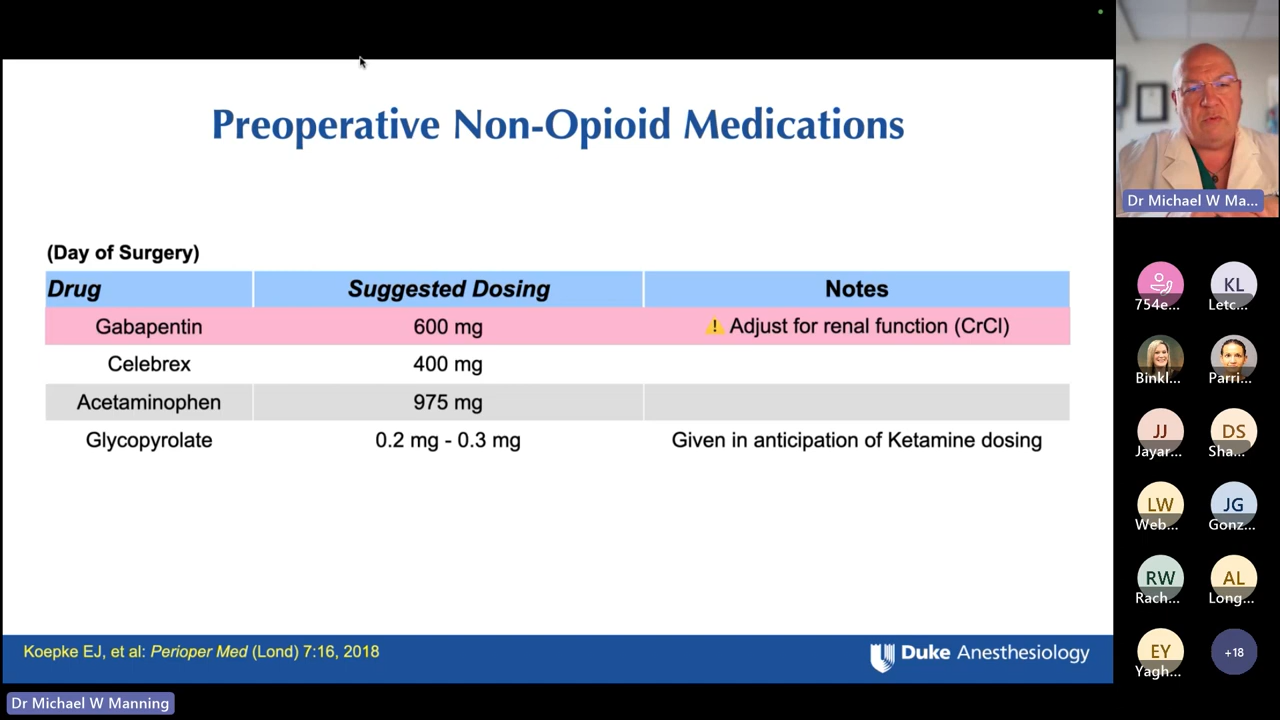 Preoperative Non-Opioid Medications
(Day of Surgery)
Drug Suggested Dosing Notes
Gabapentin 600 mg ⚠️ Adjust for renal function (CrCl)
Celebrex 400 mg
Acetaminophen 975 mg
Glycopyrolate 0.2 mg - 0.3 mg Given in anticipation of Ketamine dosing
Koepke EJ, et al: Perioper Med (Lond) 7:16, 2018
Duke Anesthesiology
Dr Michael W Manning
Dr Michael W Ma...
754e...
KL
Letc...
Binkl...
Parri...
JJ
Jayar...
DS
Sha...
LW
Web...
JG
Gonz...
RW
Rach...
AL
Long...
EY
Yagh...
+18